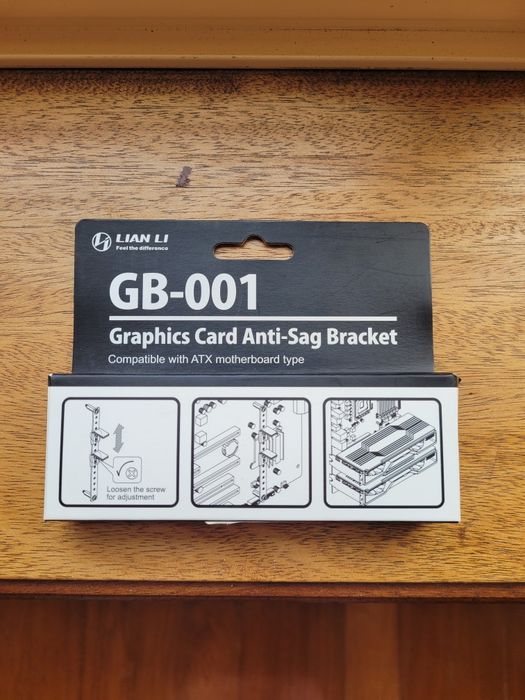 LIAN LI
Feel the difference
GB-001
Graphics Card Anti-Sag Bracket
Compatible with ATX motherboard type
Loosen the screw
for adjustment